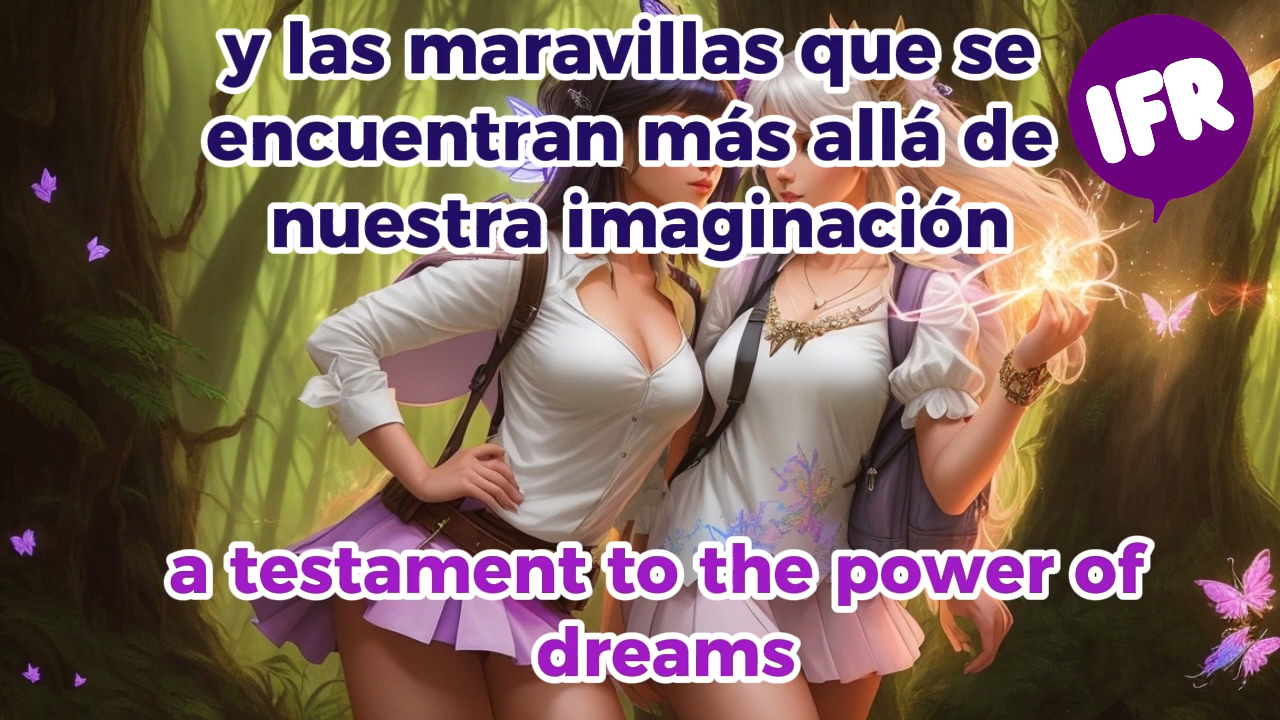 y las maravillas que se
encuentran más allá de
nuestra imaginación
IFR
a testament to the power of
dreams